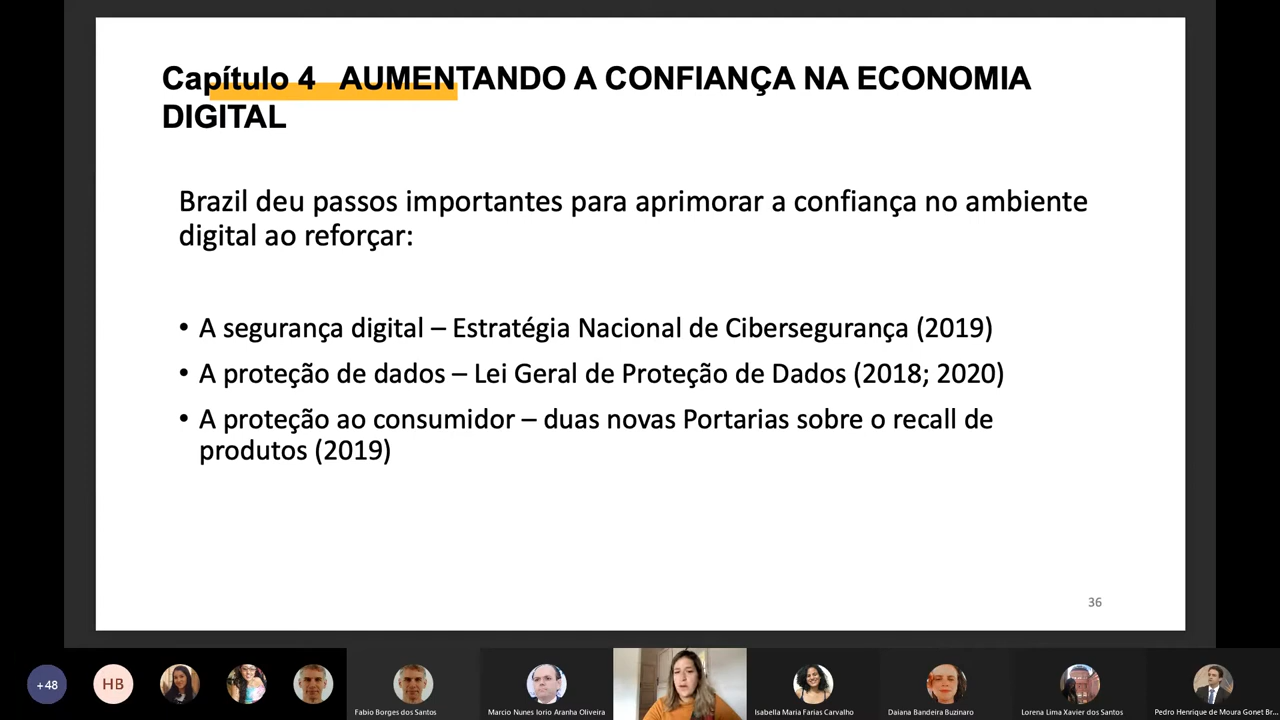 Capítulo 4 AUMENTANDO A CONFIANÇA NA ECONOMIA
DIGITAL
Brazil deu passos importantes para aprimorar a confiança no ambiente
digital ao reforçar:
• A segurança digital – Estratégia Nacional de Cibersegurança (2019)
• A proteção de dados – Lei Geral de Proteção de Dados (2018; 2020)
• A proteção ao consumidor – duas novas Portarias sobre o recall de
produtos (2019)
36
+48
HB
Fabio Borges dos Santos
Marcio Nunes Iorio Aranha Oliveira
Isabella Maria Farias Carvalho
Daiana Bandeira Buzinaro
Lorena Lima Xavier dos Santos
Pedro Henrique de Moura Gonet Br...